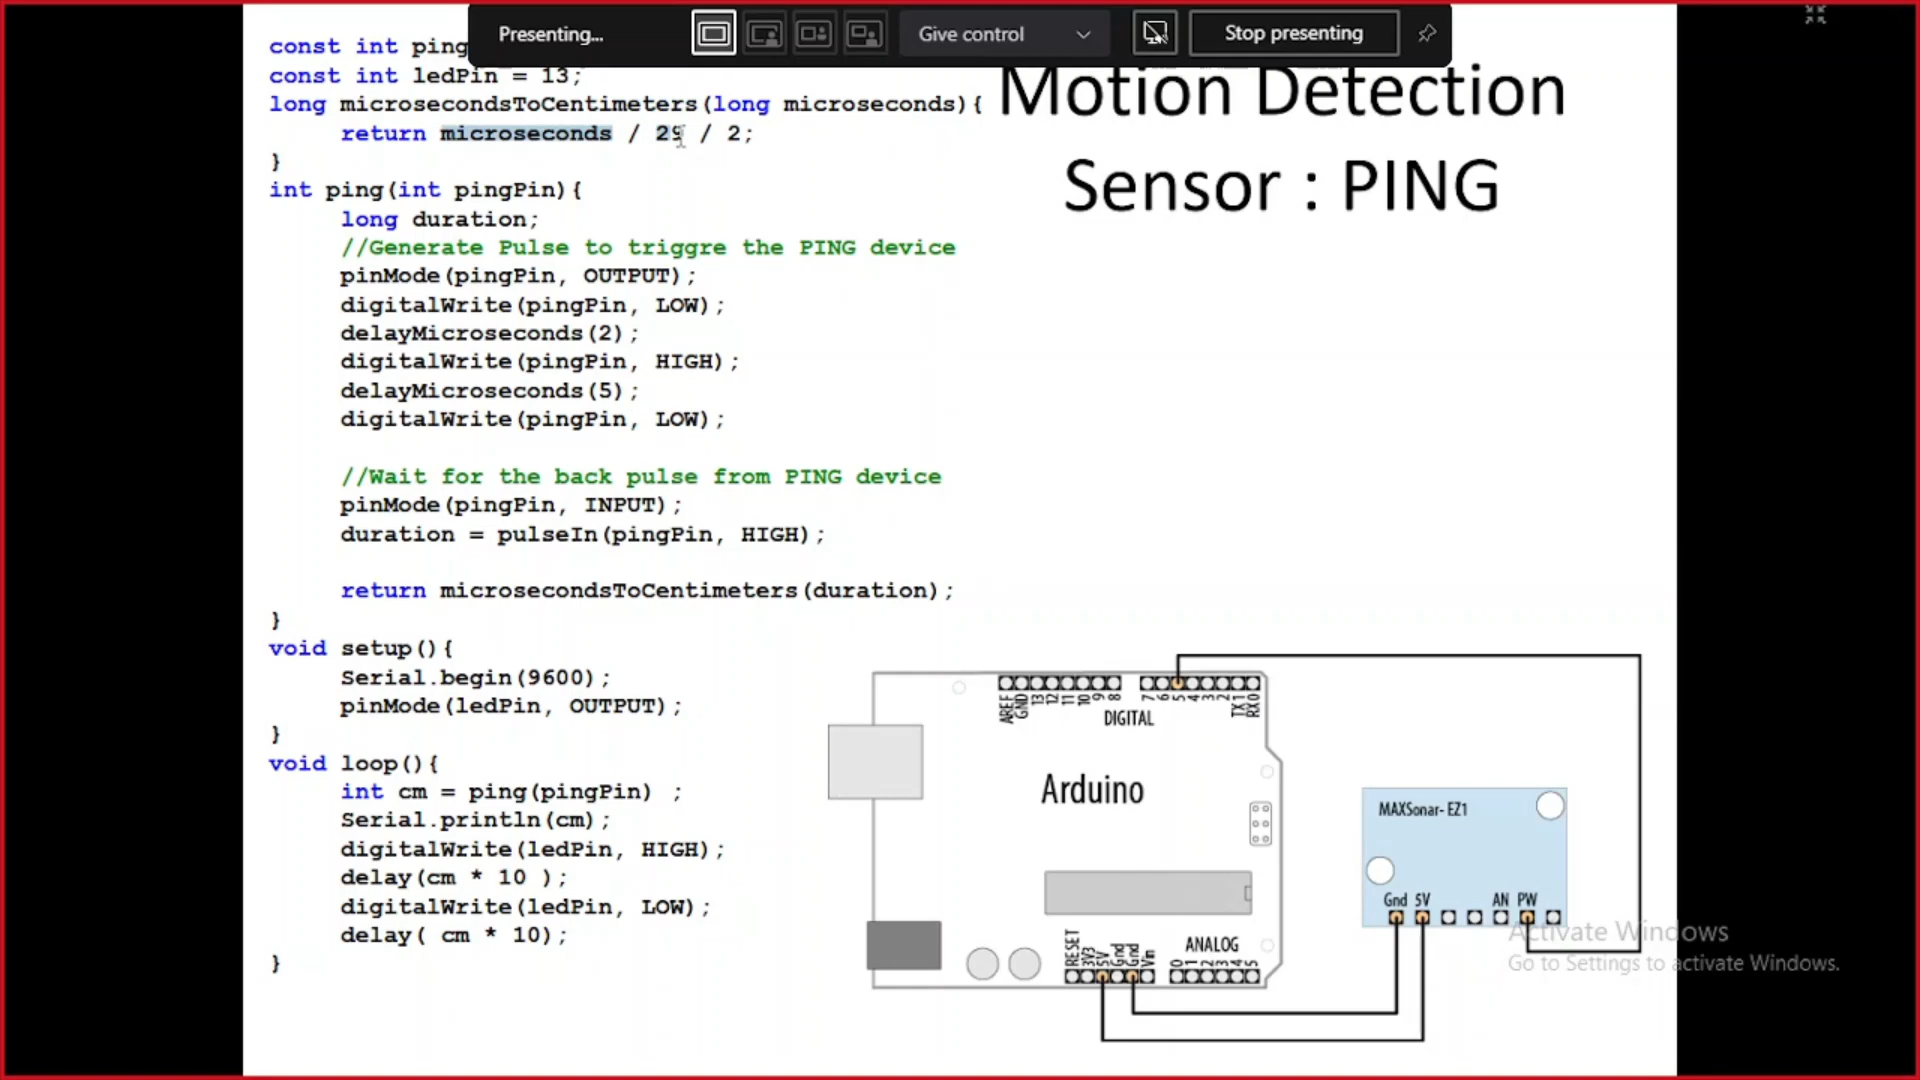 Presenting...
Give control
Stop presenting
const int ping
const int ledPin = 13;
long microsecondsToCentimeters(long microseconds){
return microseconds / 29 / 2;
}
int ping(int pingPin){
long duration;
//Generate Pulse to triggre the PING device
pinMode(pingPin, OUTPUT);
digitalWrite(pingPin, LOW);
delayMicroseconds(2);
digitalWrite(pingPin, HIGH);
delayMicroseconds(5);
digitalWrite(pingPin, LOW);
//Wait for the back pulse from PING device
pinMode(pingPin, INPUT);
duration = pulseIn(pingPin, HIGH);
return microsecondsToCentimeters(duration);
}
void setup(){
Serial.begin(9600);
pinMode(ledPin, OUTPUT);
}
void loop(){
int cm = ping(pingPin) ;
Serial.println(cm);
digitalWrite(ledPin, HIGH);
delay(cm * 10 );
digitalWrite(ledPin, LOW);
delay( cm * 10);
}
Motion Detection
Sensor : PING
AREF GND 13 12 11 10 9 8 7 6 5 4 3 2 TX1 RX0
DIGITAL
Arduino
ANALOG
RESET 3V3 5V Gnd Gnd Vin 0 1 2 3 4 5
MAXSonar- EZ1
Gnd 5V AN PW
Activate Windows
Go to Settings to activate Windows.